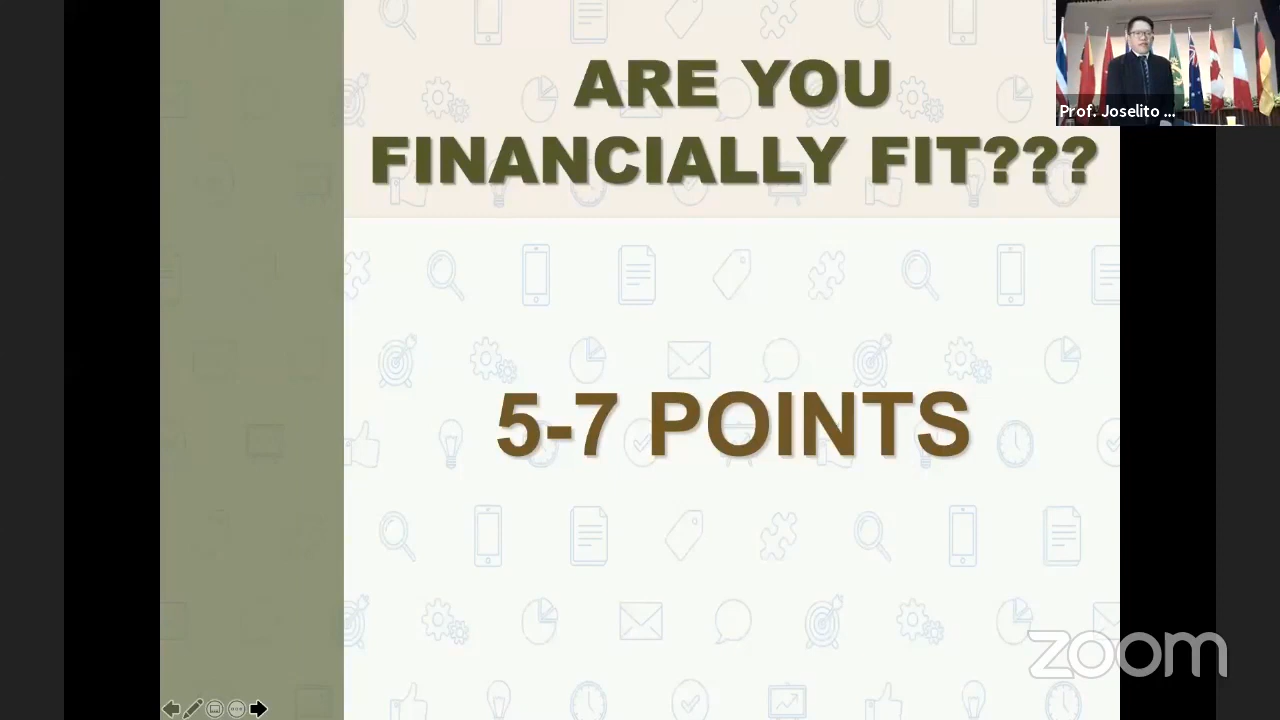 ARE YOU
FINANCIALLY FIT???
Prof. Joselito ...
5-7 POINTS
zoom